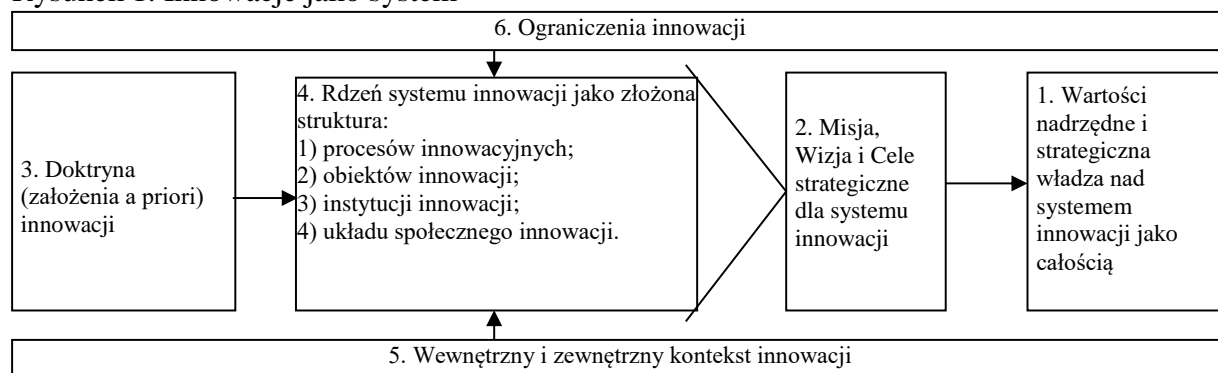 Rysunek 1. Innowacje jako system
6. Ograniczenia innowacji
3. Doktryna
(założenia a priori)
innowacji
4. Rdzeń systemu innowacji jako złożona
struktura:
1) procesów innowacyjnych;
2) obiektów innowacji;
3) instytucji innowacji;
4) układu społecznego innowacji.
2. Misja,
Wizja i Cele
strategiczne
dla systemu
innowacji
1. Wartości
nadrzędne i
strategiczna
władza nad
systemem
innowacji jako
całością
5. Wewnętrzny i zewnętrzny kontekst innowacji